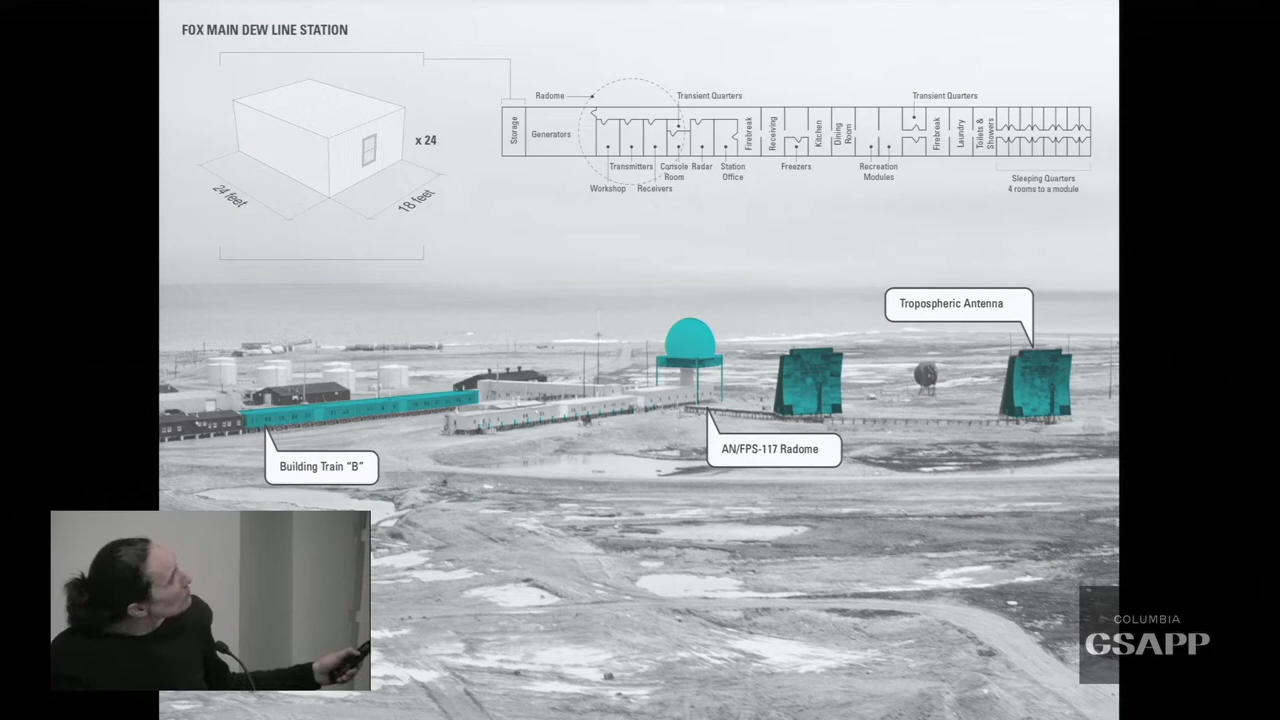 FOX MAIN DEW LINE STATION
x 24
24 feet
18 feet
Radome
Transient Quarters
Transient Quarters
Storage
Generators
Firebreak
Receiving
Kitchen
Dining
Room
Firebreak
Laundry
Toilets &
Showers
Transmitters
Console
Room
Radar
Station
Office
Freezers
Recreation
Modules
Workshop
Receivers
Sleeping Quarters
4 rooms to a module
Tropospheric Antenna
AN/FPS-117 Radome
Building Train “B”
COLUMBIA
GSAPP